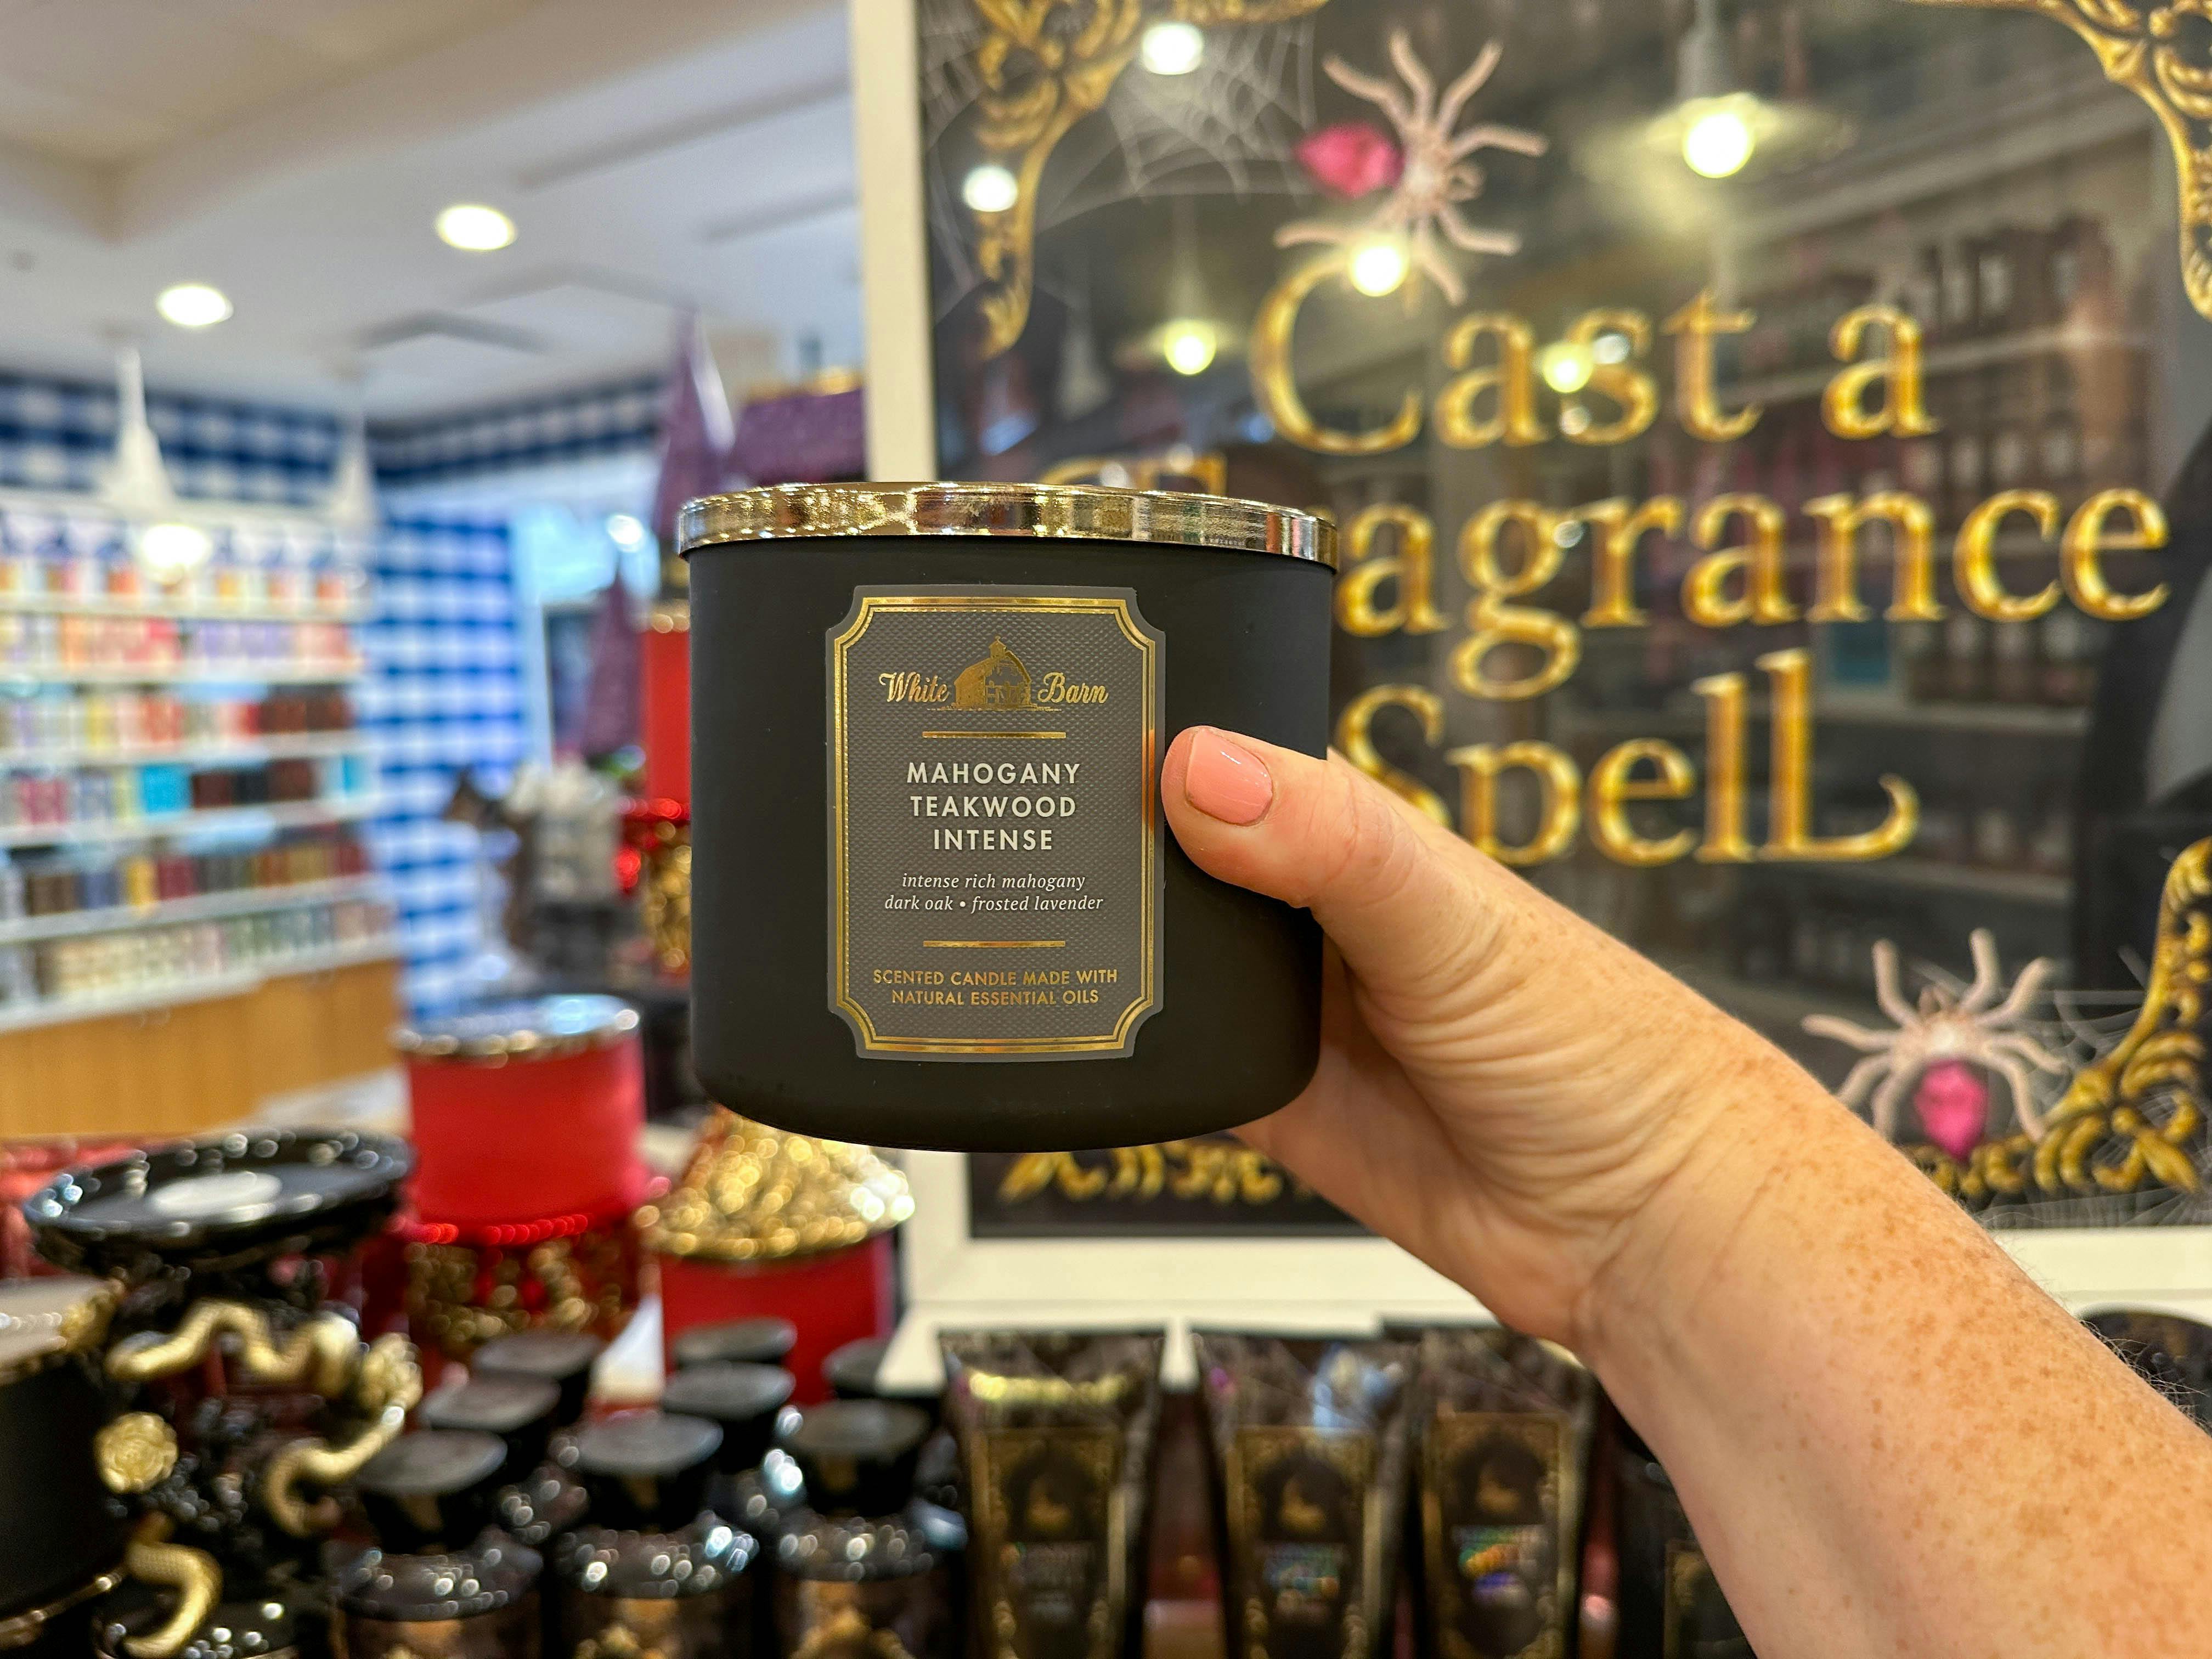 White Barn
MAHOGANY
TEAKWOOD
INTENSE
intense rich mahogany
dark oak • frosted lavender
SCENTED CANDLE MADE WITH
NATURAL ESSENTIAL OILS
Cast a
Fragrance
Spell